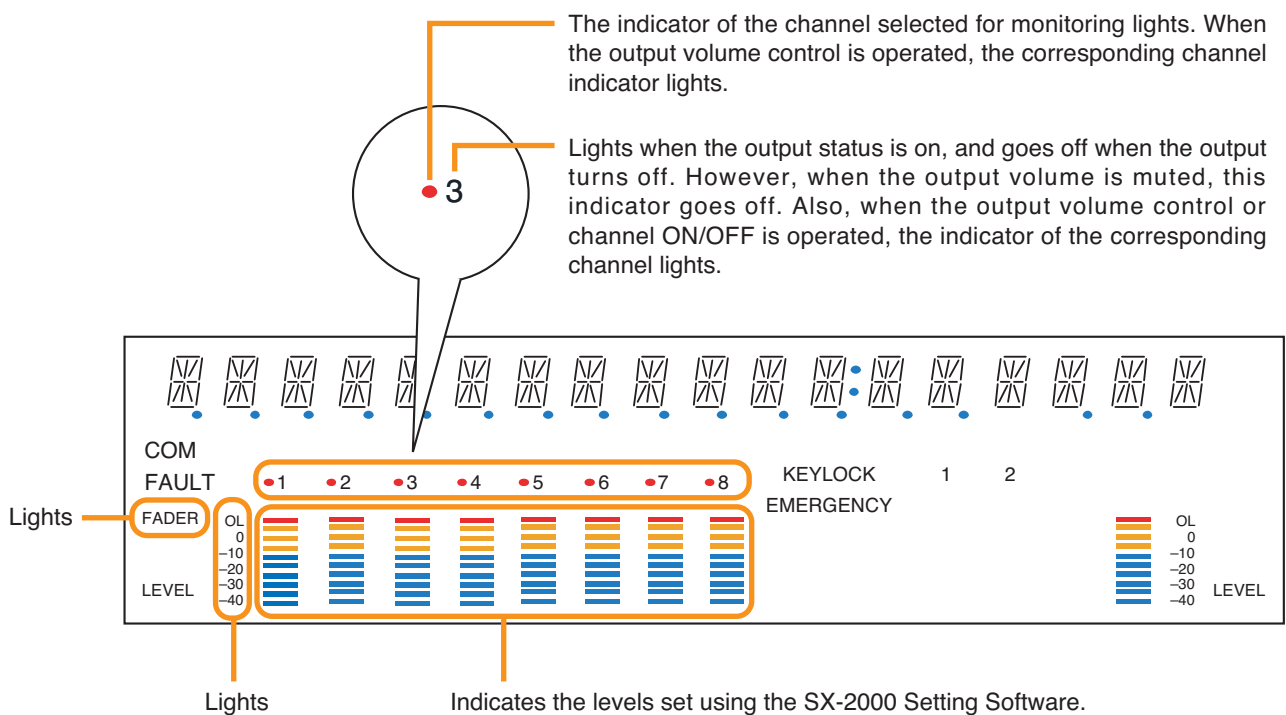 The indicator of the channel selected for monitoring lights. When
the output volume control is operated, the corresponding channel
indicator lights.
Lights when the output status is on, and goes off when the output
turns off. However, when the output volume is muted, this
indicator goes off. Also, when the output volume control or
channel ON/OFF is operated, the indicator of the corresponding
channel lights.
3
COM
FAULT
1 2 3 4 5 6 7 8
KEYLOCK 1 2
EMERGENCY
Lights
FADER
OL
0
–10
–20
–30
–40
LEVEL
OL
0
–10
–20
–30
–40
LEVEL
Lights
Indicates the levels set using the SX-2000 Setting Software.